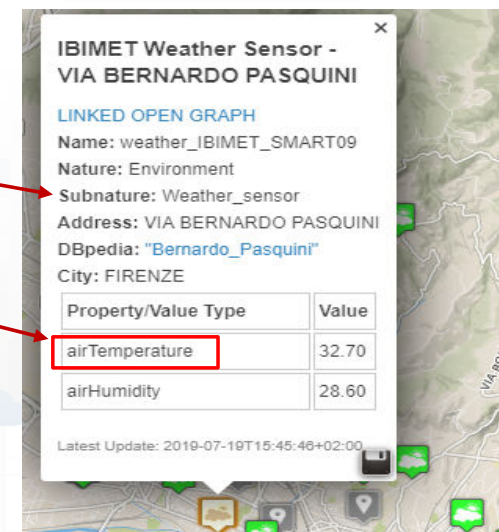 ×
IBIMET Weather Sensor -
VIA BERNARDO PASQUINI
LINKED OPEN GRAPH
Name: weather_IBIMET_SMART09
Nature: Environment
Subnature: Weather_sensor
Address: VIA BERNARDO PASQUINI
DBpedia: "Bernardo_Pasquini"
City: FIRENZE
Property/Value Type Value
airTemperature 32.70
airHumidity 28.60
Latest Update: 2019-07-19T15:45:46+02:00